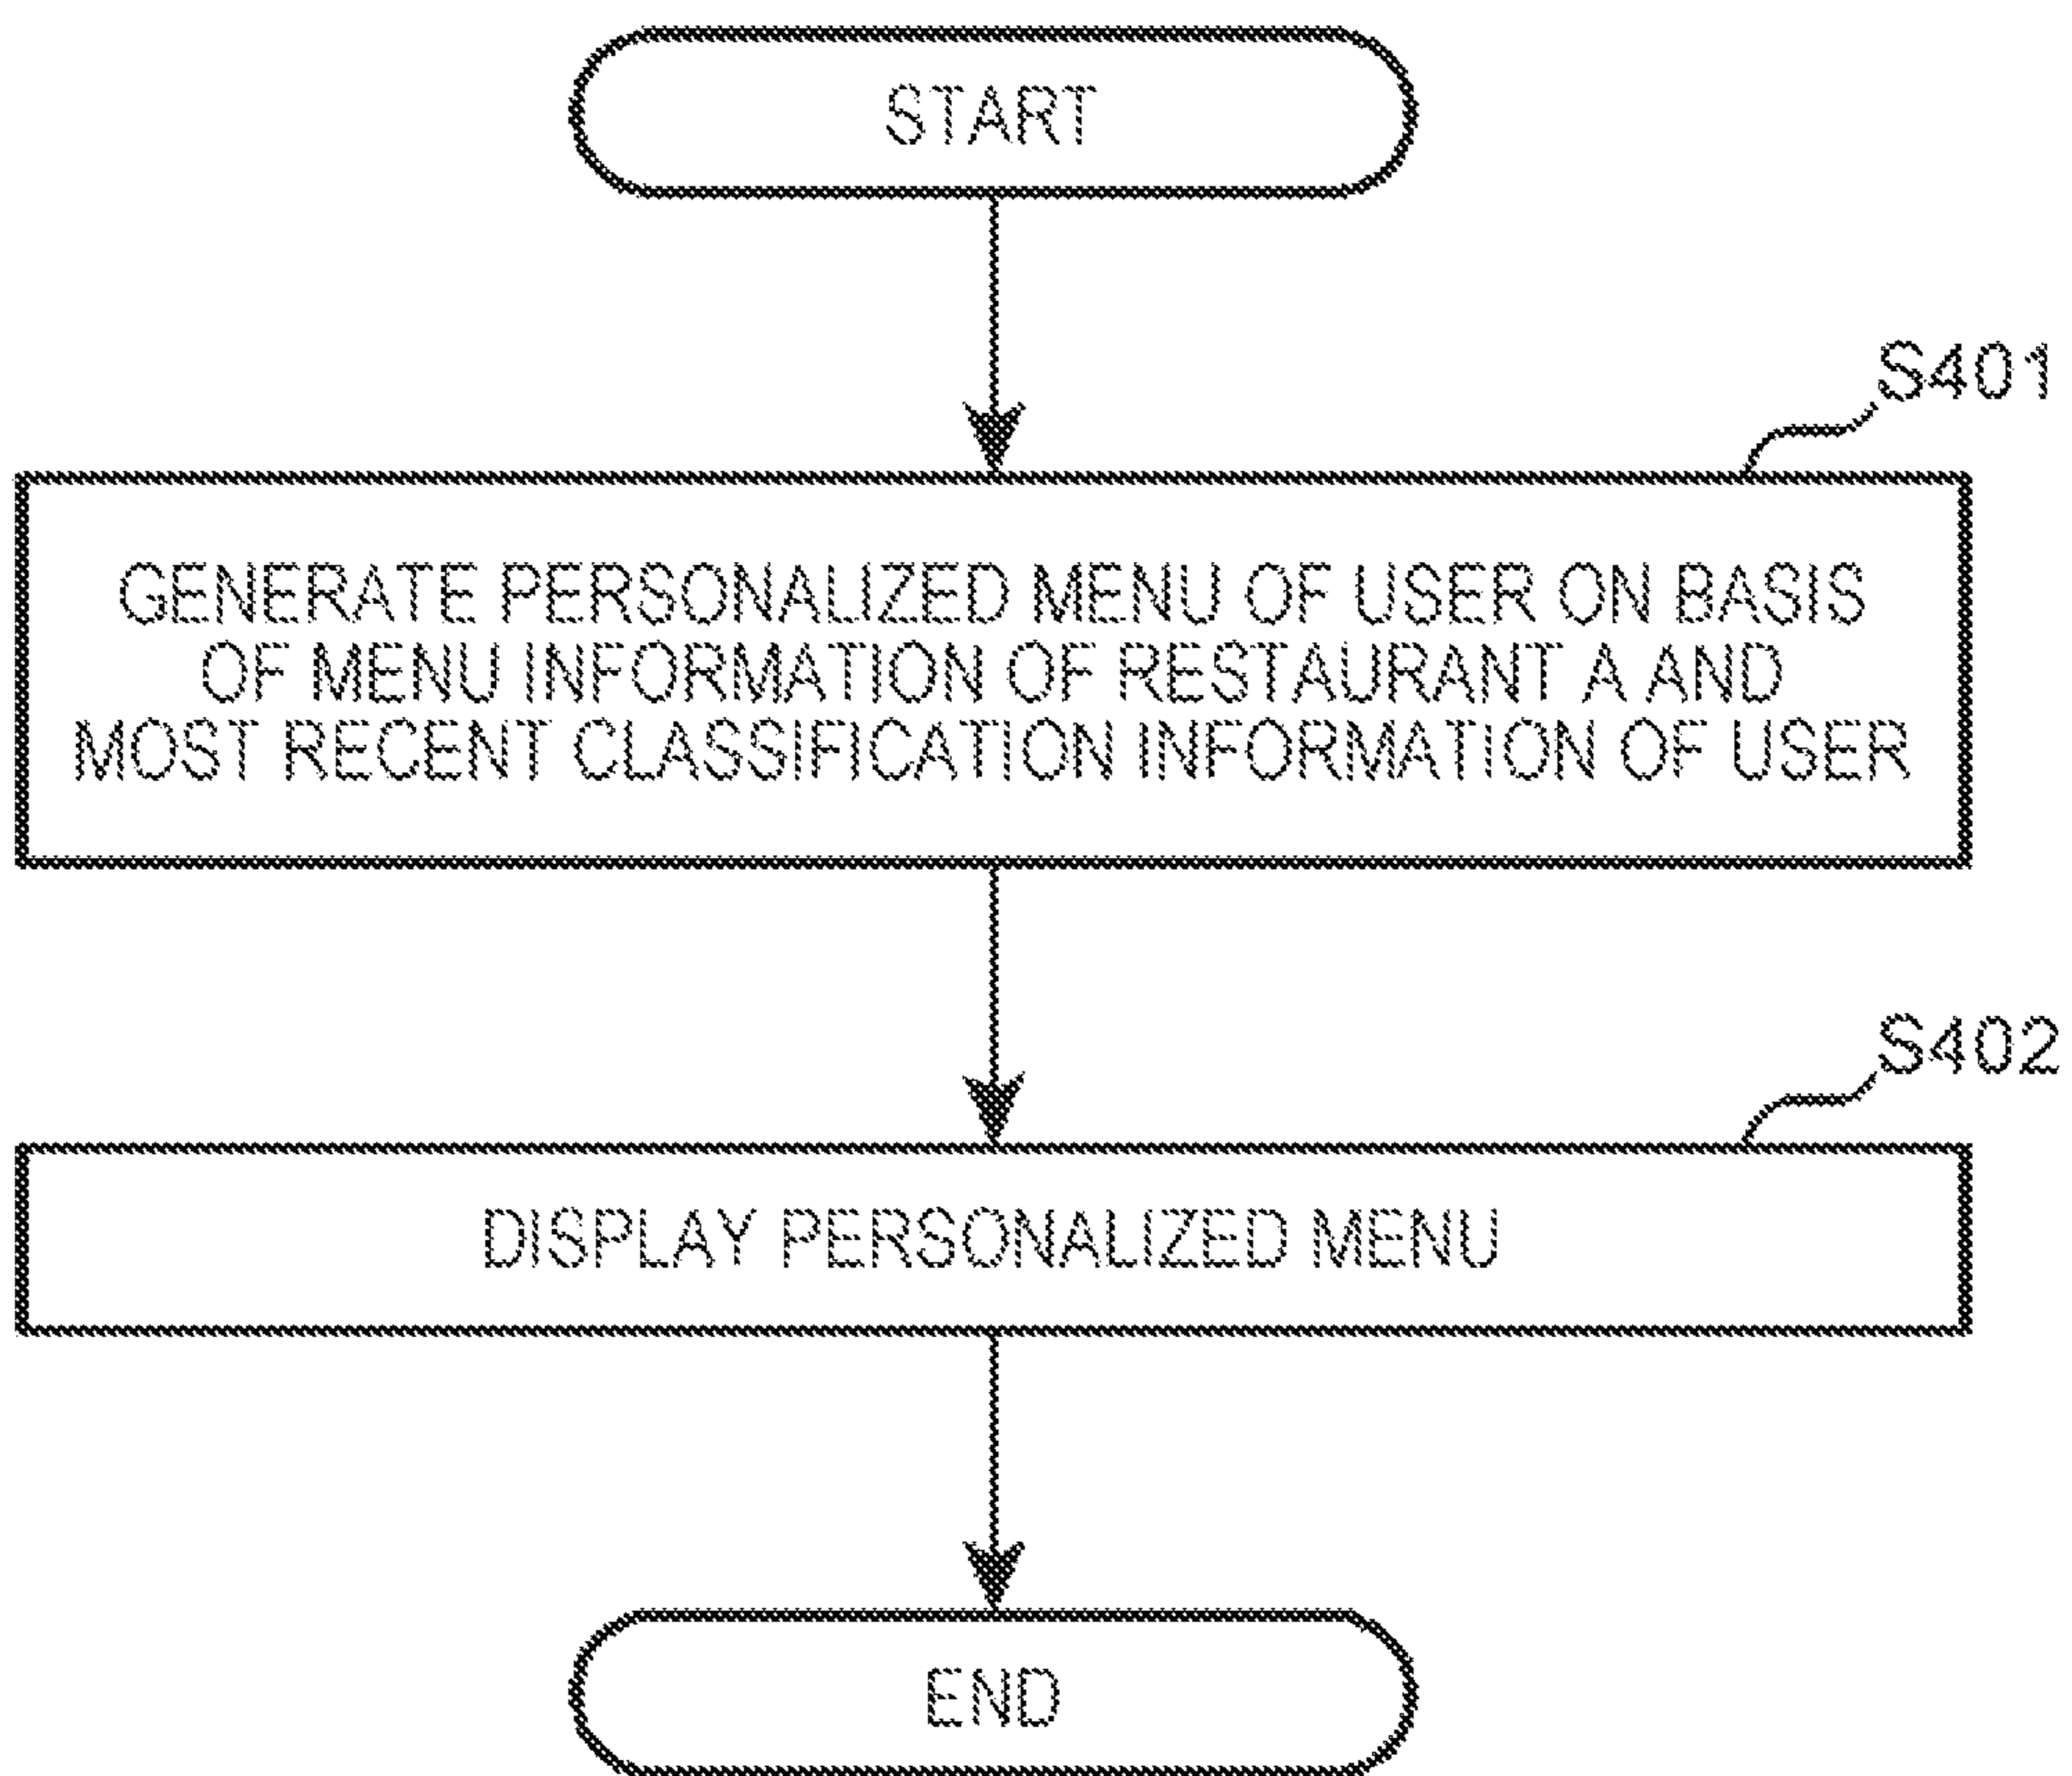 START
S401
GENERATE PERSONALIZED MENU OF USER ON BASIS
OF MENU INFORMATION OF RESTAURANT A AND
MOST RECENT CLASSIFICATION INFORMATION OF USER
S402
DISPLAY PERSONALIZED MENU
END